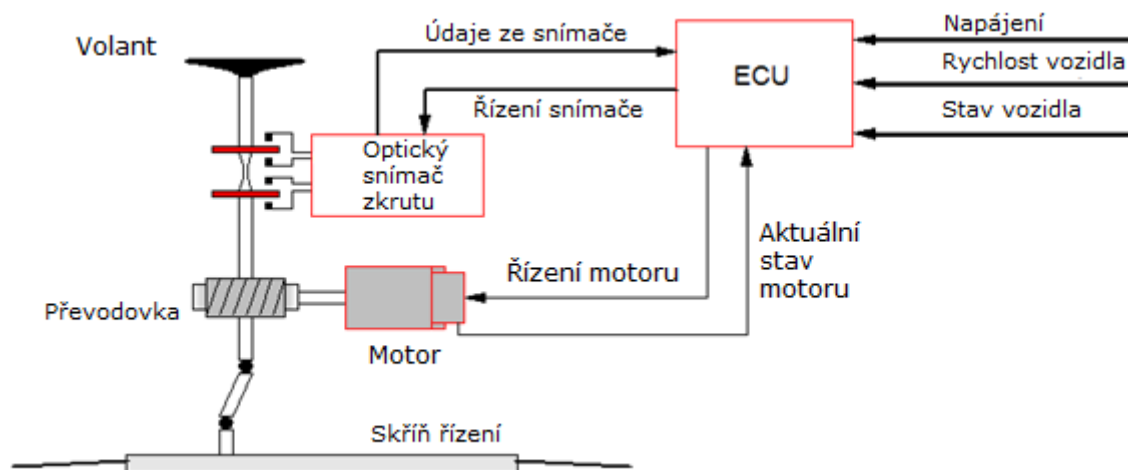 Volant
Údaje ze snímače
ECU
Napájení
Rychlost vozidla
Stav vozidla
Řízení snímače
Optický
snímač
zkrutu
Aktuální
stav
motoru
Řízení motoru
Převodovka
Motor
Skříň řízení